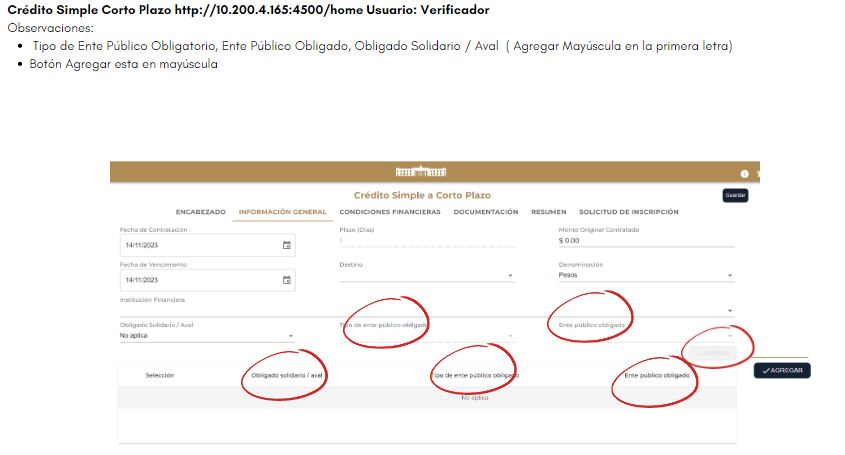 Crédito Simple Corto Plazo http://10.200.4.165:4500/home Usuario: Verificador
Observaciones:
• Tipo de Ente Público Obligatorio, Ente Público Obligado, Obligado Solidario / Aval ( Agregar Mayúscula en la primera letra)
• Botón Agregar esta en mayúscula
Crédito Simple a Corto Plazo
Guardar
ENCABEZADO INFORMACIÓN GENERAL CONDICIONES FINANCIERAS DOCUMENTACIÓN RESUMEN SOLICITUD DE INSCRIPCIÓN
Fecha de Contratación Plazo (Días) Monto Original Contratado
14/11/2023 1 $ 0.00
Fecha de Vencimiento Destino Denominación
14/11/2023 Pesos
Institución Financiera
Obligado Solidario / Aval Tipo de ente público obligado Ente público obligado
No aplica
AGREGAR
Selección Obligado solidario / aval Tipo de ente público obligado Ente público obligado
AGREGAR
No aplica